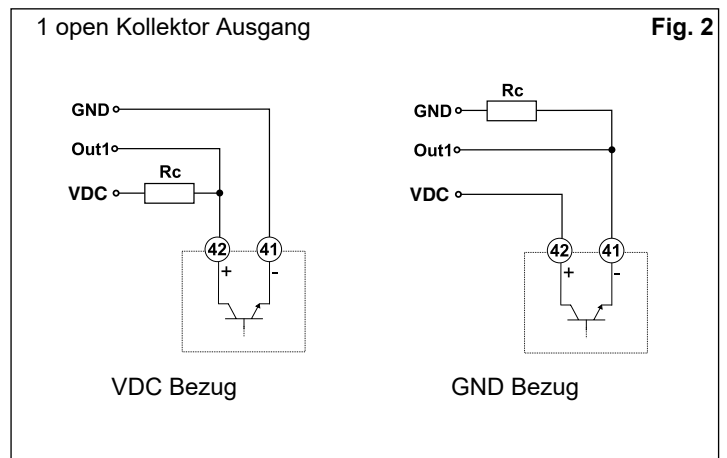 1 open Kollektor Ausgang Fig. 2
GND
Out1
Rc
VDC
42 41
+ -
VDC Bezug
Rc
GND
Out1
VDC
42 41
+ -
GND Bezug